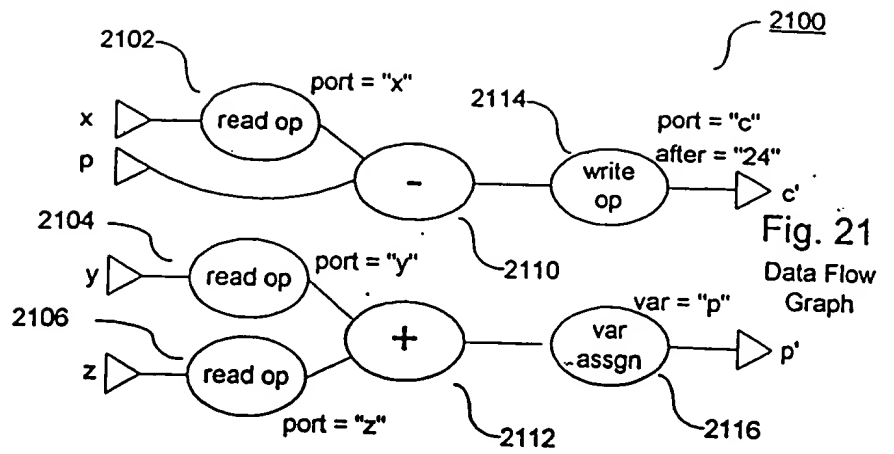 2100
2102
port = "x"
x
read op
2114
port = "c"
after = "24"
p
-
write
op
c'
Fig. 21
Data Flow
Graph
2104
2110
y
read op
port = "y"
var = "p"
2106
+
var
assgn
p'
z
read op
port = "z"
2112
2116